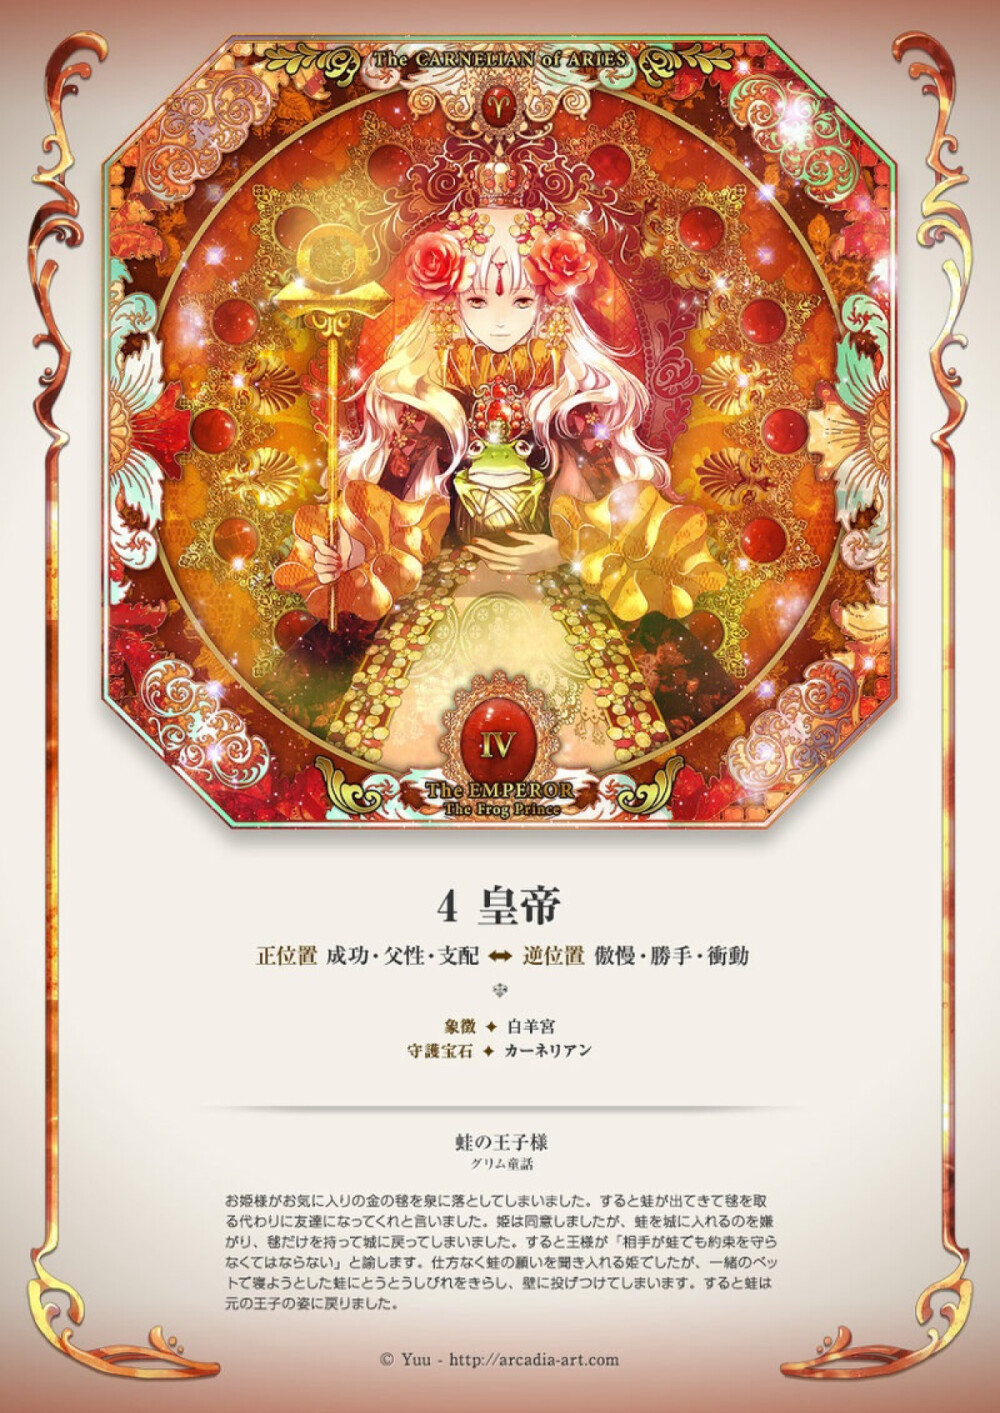 The CARNELIAN of ARIES
♈
IV
The EMPEROR
The Frog Prince
4 皇帝
正位置 成功・父性・支配 ⬌ 逆位置 傲慢・勝手・衝動
象徴 ✦ 白羊宮
守護宝石 ✦ カーネリアン
蛙の王子様
グリム童話
お姫様がお気に入りの金の毬を泉に落としてしまいました。すると蛙が出てきて毬を取
る代わりに友達になってくれと言いました。姫は同意しましたが、蛙を城に入れるのを嫌
がり、毬だけを持って城に戻ってしまいました。すると王様が「相手が蛙でも約束を守ら
なくてはならない」と諭します。仕方なく蛙の願いを聞き入れる姫でしたが、一緒のベッ
トで寝ようとした蛙にとうとうしびれをきらし、壁に投げつけてしまいます。すると蛙は
元の王子の姿に戻りました。
© Yuu - http://arcadia-art.com